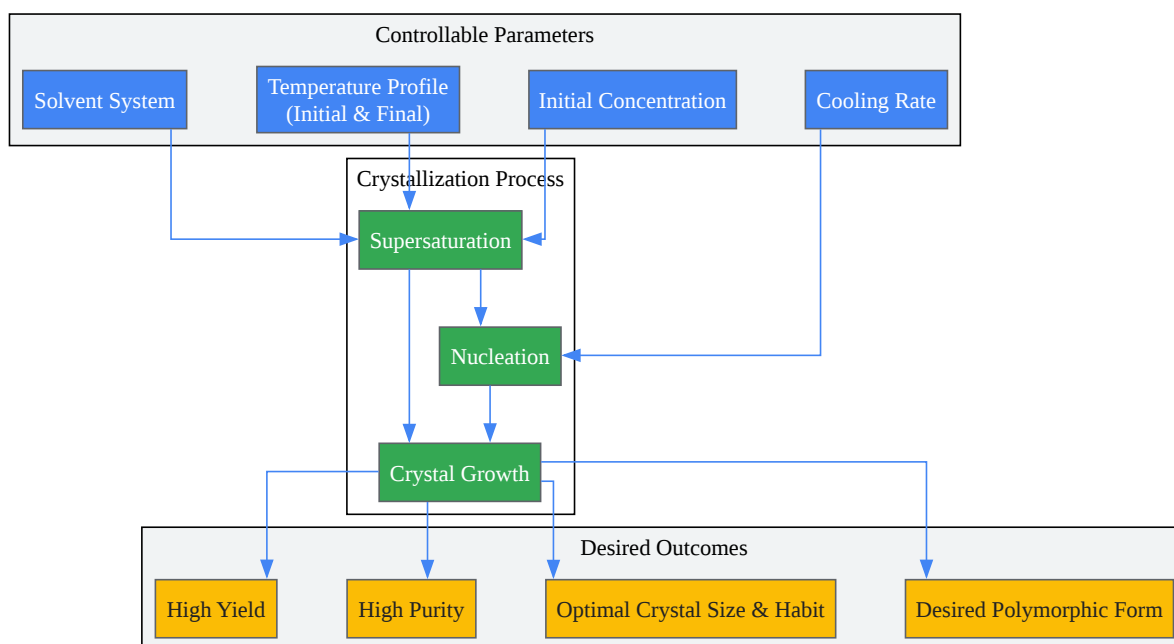 Controllable Parameters
Solvent System
Temperature Profile
(Initial & Final)
Initial Concentration
Cooling Rate
Crystallization Process
Supersaturation
Nucleation
Crystal Growth
Desired Outcomes
High Yield
High Purity
Optimal Crystal Size & Habit
Desired Polymorphic Form